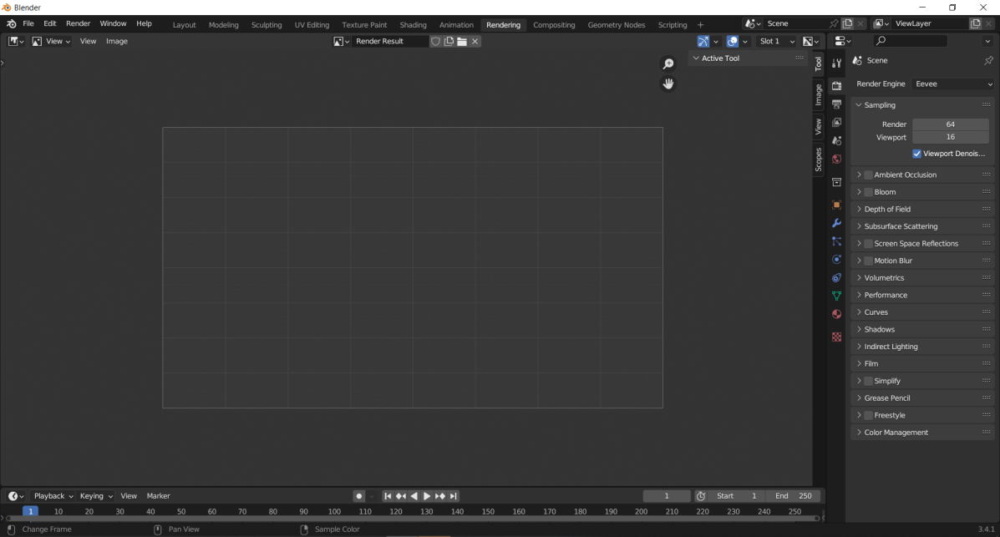 Blender
File Edit Render Window Help Layout Modeling Sculpting UV Editing Texture Paint Shading Animation Rendering Compositing Geometry Nodes Scripting + Scene ViewLayer
View View Image Render Result Slot 1
Active Tool
Tool
Image
View
Scopes
Scene
Render Engine Eevee
Sampling
Render 64
Viewport 16
Viewport Denois...
Ambient Occlusion
Bloom
Depth of Field
Subsurface Scattering
Screen Space Reflections
Motion Blur
Volumetrics
Performance
Curves
Shadows
Indirect Lighting
Film
Simplify
Grease Pencil
Freestyle
Color Management
Playback Keying View Marker 1 Start 1 End 250
1 10 20 30 40 50 60 70 80 90 100 110 120 130 140 150 160 170 180 190 200 210 220 230 240 250
Change Frame Pan View Sample Color 3.4.1